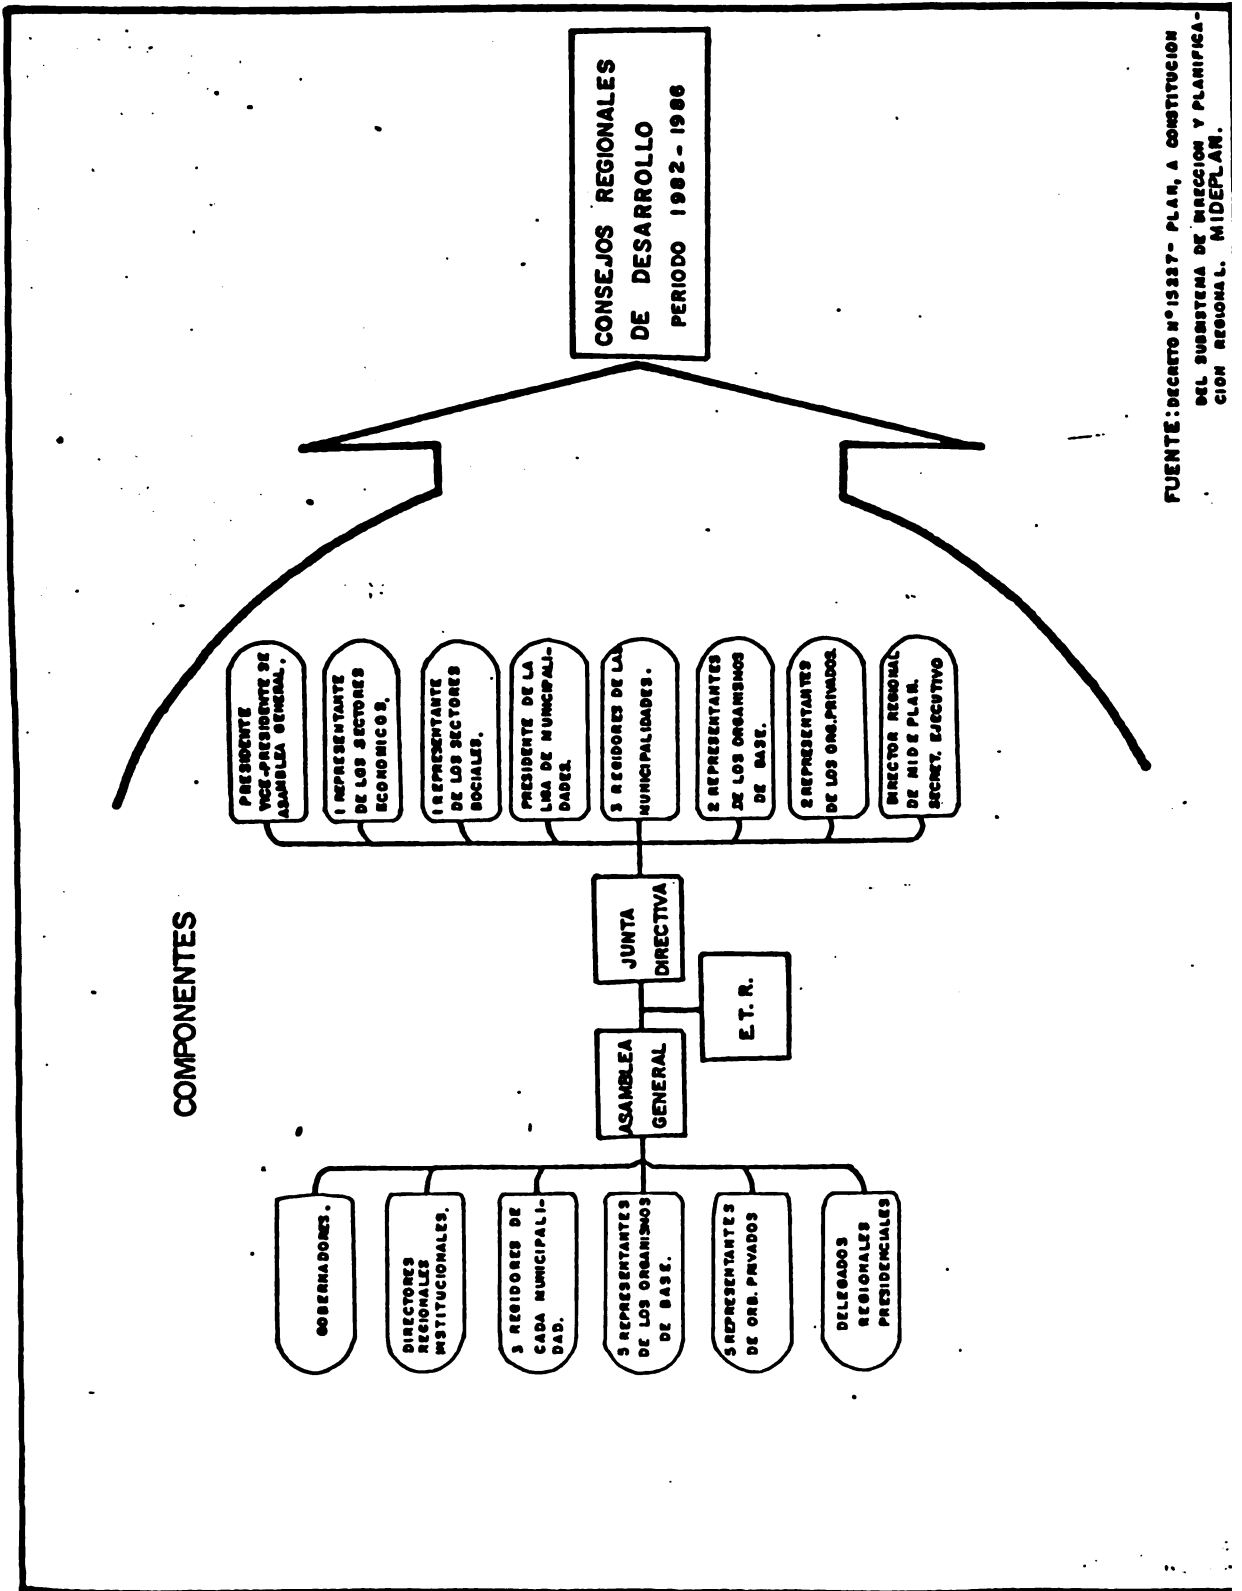 COMPONENTES
GOBERNADORES.
DIRECTORES
REGIONALES
INSTITUCIONALES.
3 REGIDORES DE
CADA MUNICIPALI-
DAD.
5 REPRESENTANTES
DE LOS ORGANISMOS
DE BASE.
5 REPRESENTANTES
DE ORG. PRIVADOS
DELEGADOS
REGIONALES
PRESIDENCIALES
ASAMBLEA
GENERAL
E.T.R.
JUNTA
DIRECTIVA
PRESIDENTE
VICE-PRESIDENTE DE
ASAMBLEA GENERAL.
1 REPRESENTANTE
DE LOS SECTORES
ECONOMICOS.
1 REPRESENTANTE
DE LOS SECTORES
SOCIALES.
PRESIDENTE DE LA
LIGA DE MUNICIPALI-
DADES.
3 REGIDORES DE LAS
MUNICIPALIDADES.
2 REPRESENTANTES
DE LOS ORGANISMOS
DE BASE.
2 REPRESENTANTES
DE LOS ORG. PRIVADOS.
DIRECTOR REGIONAL
DE MIDEPLAN.
SECRET. EJECUTIVO
CONSEJOS REGIONALES
DE DESARROLLO
PERIODO 1982-1986
FUENTE: DECRETO Nº PLAN, A CONSTITUCION
DEL SUBSISTEMA DE DIRECCION Y PLANIFICA-
CION REGIONAL. MIDEPLAN.